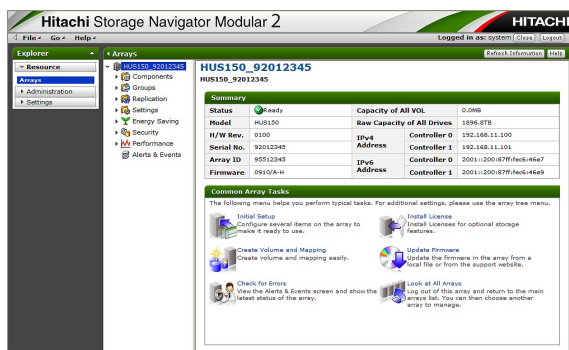 Hitachi Storage Navigator Modular 2
HITACHI
File Go Help
Logged in as: system Close Logout
Explorer
Arrays
Refresh Information Help
Resource
Arrays
Administration
Settings
HUS150_92012345
Components
Groups
Replication
Settings
Energy Saving
Security
Performance
Alerts & Events
HUS150_92012345
HUS150_92012345
Summary
Status Ready Capacity of All VOL 0.0MB
Model HUS150 Raw Capacity of All Drives 1896.8TB
H/W Rev. 0100 IPv4 Address Controller 0 192.168.11.100
Serial No. 92012345 Controller 1 192.168.11.101
Array ID 95512345 IPv6 Address Controller 0 2001::200:87ff:fec6:46e7
Firmware 0910/A-H Controller 1 2001::200:87ff:fec6:46e9
Common Array Tasks
The following menu helps you perform typical tasks. For additional settings, please use the array tree menu.
Initial Setup
Configure several items on the array to
make it ready to use.
Install License
Install Licenses for optional storage
features.
Create Volume and Mapping
Create volume and mapping easily.
Update Firmware
Update the firmware in the array from a
local file or from the support website.
Check for Errors
View the Alerts & Events screen and show the
latest status of the array.
Look at All Arrays
Log out of this array and return to the main
arrays list. You can then choose another
array to manage.